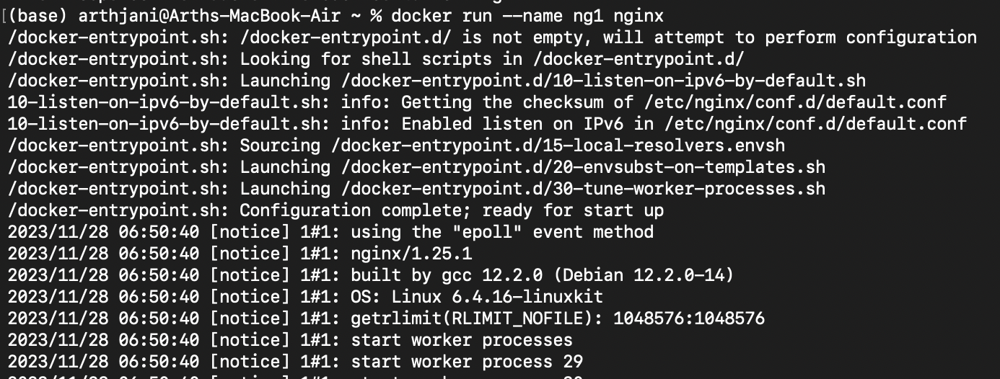 (base) arthjani@Arths-MacBook-Air ~ % docker run --name ng1 nginx
/docker-entrypoint.sh: /docker-entrypoint.d/ is not empty, will attempt to perform configuration
/docker-entrypoint.sh: Looking for shell scripts in /docker-entrypoint.d/
/docker-entrypoint.sh: Launching /docker-entrypoint.d/10-listen-on-ipv6-by-default.sh
10-listen-on-ipv6-by-default.sh: info: Getting the checksum of /etc/nginx/conf.d/default.conf
10-listen-on-ipv6-by-default.sh: info: Enabled listen on IPv6 in /etc/nginx/conf.d/default.conf
/docker-entrypoint.sh: Sourcing /docker-entrypoint.d/15-local-resolvers.envsh
/docker-entrypoint.sh: Launching /docker-entrypoint.d/20-envsubst-on-templates.sh
/docker-entrypoint.sh: Launching /docker-entrypoint.d/30-tune-worker-processes.sh
/docker-entrypoint.sh: Configuration complete; ready for start up
2023/11/28 06:50:40 [notice] 1#1: using the "epoll" event method
2023/11/28 06:50:40 [notice] 1#1: nginx/1.25.1
2023/11/28 06:50:40 [notice] 1#1: built by gcc 12.2.0 (Debian 12.2.0-14)
2023/11/28 06:50:40 [notice] 1#1: OS: Linux 6.4.16-linuxkit
2023/11/28 06:50:40 [notice] 1#1: getrlimit(RLIMIT_NOFILE): 1048576:1048576
2023/11/28 06:50:40 [notice] 1#1: start worker processes
2023/11/28 06:50:40 [notice] 1#1: start worker process 29